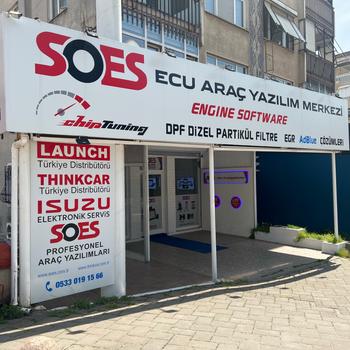 SOES ECU ARAÇ YAZILIM MERKEZİ
ENGINE SOFTWARE
chipTuning
DPF DİZEL PARTİKÜL FİLTRE EGR AdBlue ÇÖZÜMLERİ
LAUNCH
Türkiye Distribütörü
THINKCAR
Türkiye Distribütörü
ISUZU
ELEKTRONİK SERVİS
SOES
PROFESYONEL
ARAÇ YAZILIMLARI
0533 019 15 66